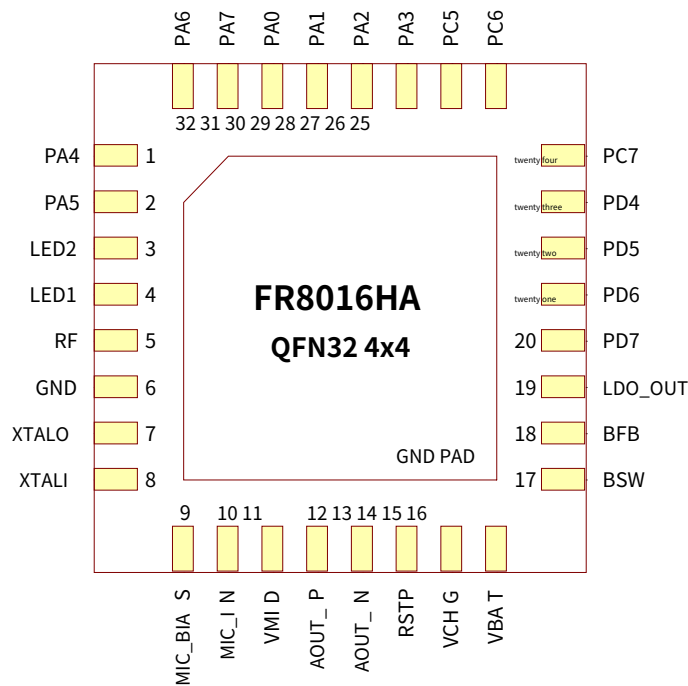 PA6 PA7 PA0 PA1 PA2 PA3 PC5 PC6
32 31 30 29 28 27 26 25
PA4 1 twenty four PC7
PA5 2 twenty three PD4
LED2 3 twenty two PD5
LED1 4 twenty one PD6
FR8016HA
RF 5 20 PD7
QFN32 4x4
GND 6 19 LDO_OUT
XTALO 7 18 BFB
GND PAD
XTALI 8 17 BSW
9 10 11 12 13 14 15 16
MIC_BIA S MIC_I N VMI D AOUT_ P AOUT_ N RSTP VCH G VBA T